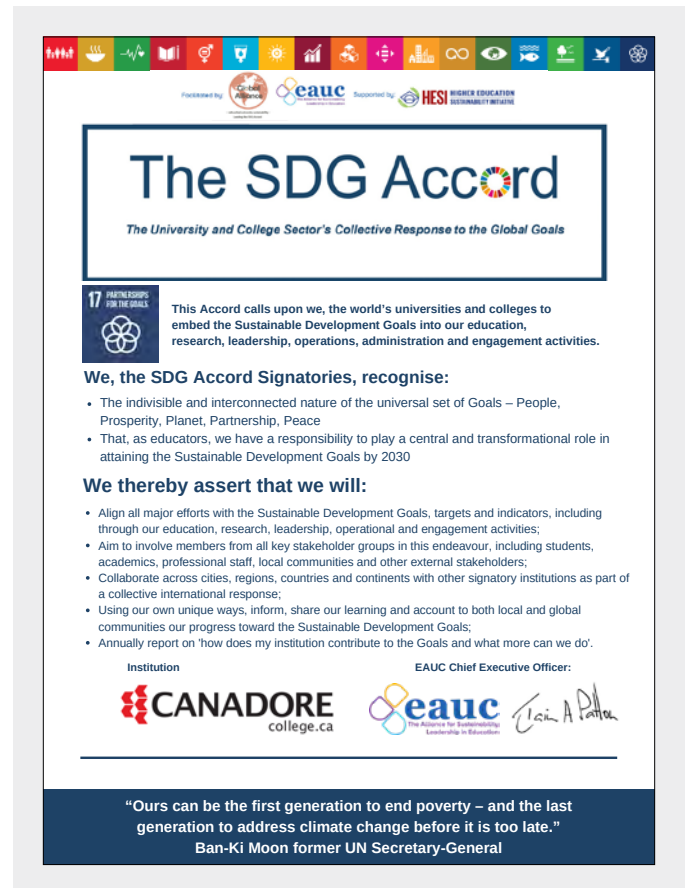 Facilitated by:
Global
Alliance
eauc
The Alliance for Sustainability
Leadership in Education
Supported by:
HESI HIGHER EDUCATION
SUSTAINABILITY INITIATIVE
The SDG Accord
The University and College Sector's Collective Response to the Global Goals
17 PARTNERSHIPS
FOR THE GOALS
This Accord calls upon we, the world's universities and colleges to
embed the Sustainable Development Goals into our education,
research, leadership, operations, administration and engagement activities.
We, the SDG Accord Signatories, recognise:
• The indivisible and interconnected nature of the universal set of Goals – People,
Prosperity, Planet, Partnership, Peace
• That, as educators, we have a responsibility to play a central and transformational role in
attaining the Sustainable Development Goals by 2030
We thereby assert that we will:
• Align all major efforts with the Sustainable Development Goals, targets and indicators, including
through our education, research, leadership, operational and engagement activities;
• Aim to involve members from all key stakeholder groups in this endeavour, including students,
academics, professional staff, local communities and other external stakeholders;
• Collaborate across cities, regions, countries and continents with other signatory institutions as part of
a collective international response;
• Using our own unique ways, inform, share our learning and account to both local and global
communities our progress toward the Sustainable Development Goals;
• Annually report on 'how does my institution contribute to the Goals and what more can we do'.
Institution
EAUC Chief Executive Officer:
CANADORE
college.ca
eauc
The Alliance for Sustainability
Leadership in Education
Iain A Patton
“Ours can be the first generation to end poverty – and the last
generation to address climate change before it is too late.”
Ban-Ki Moon former UN Secretary-General